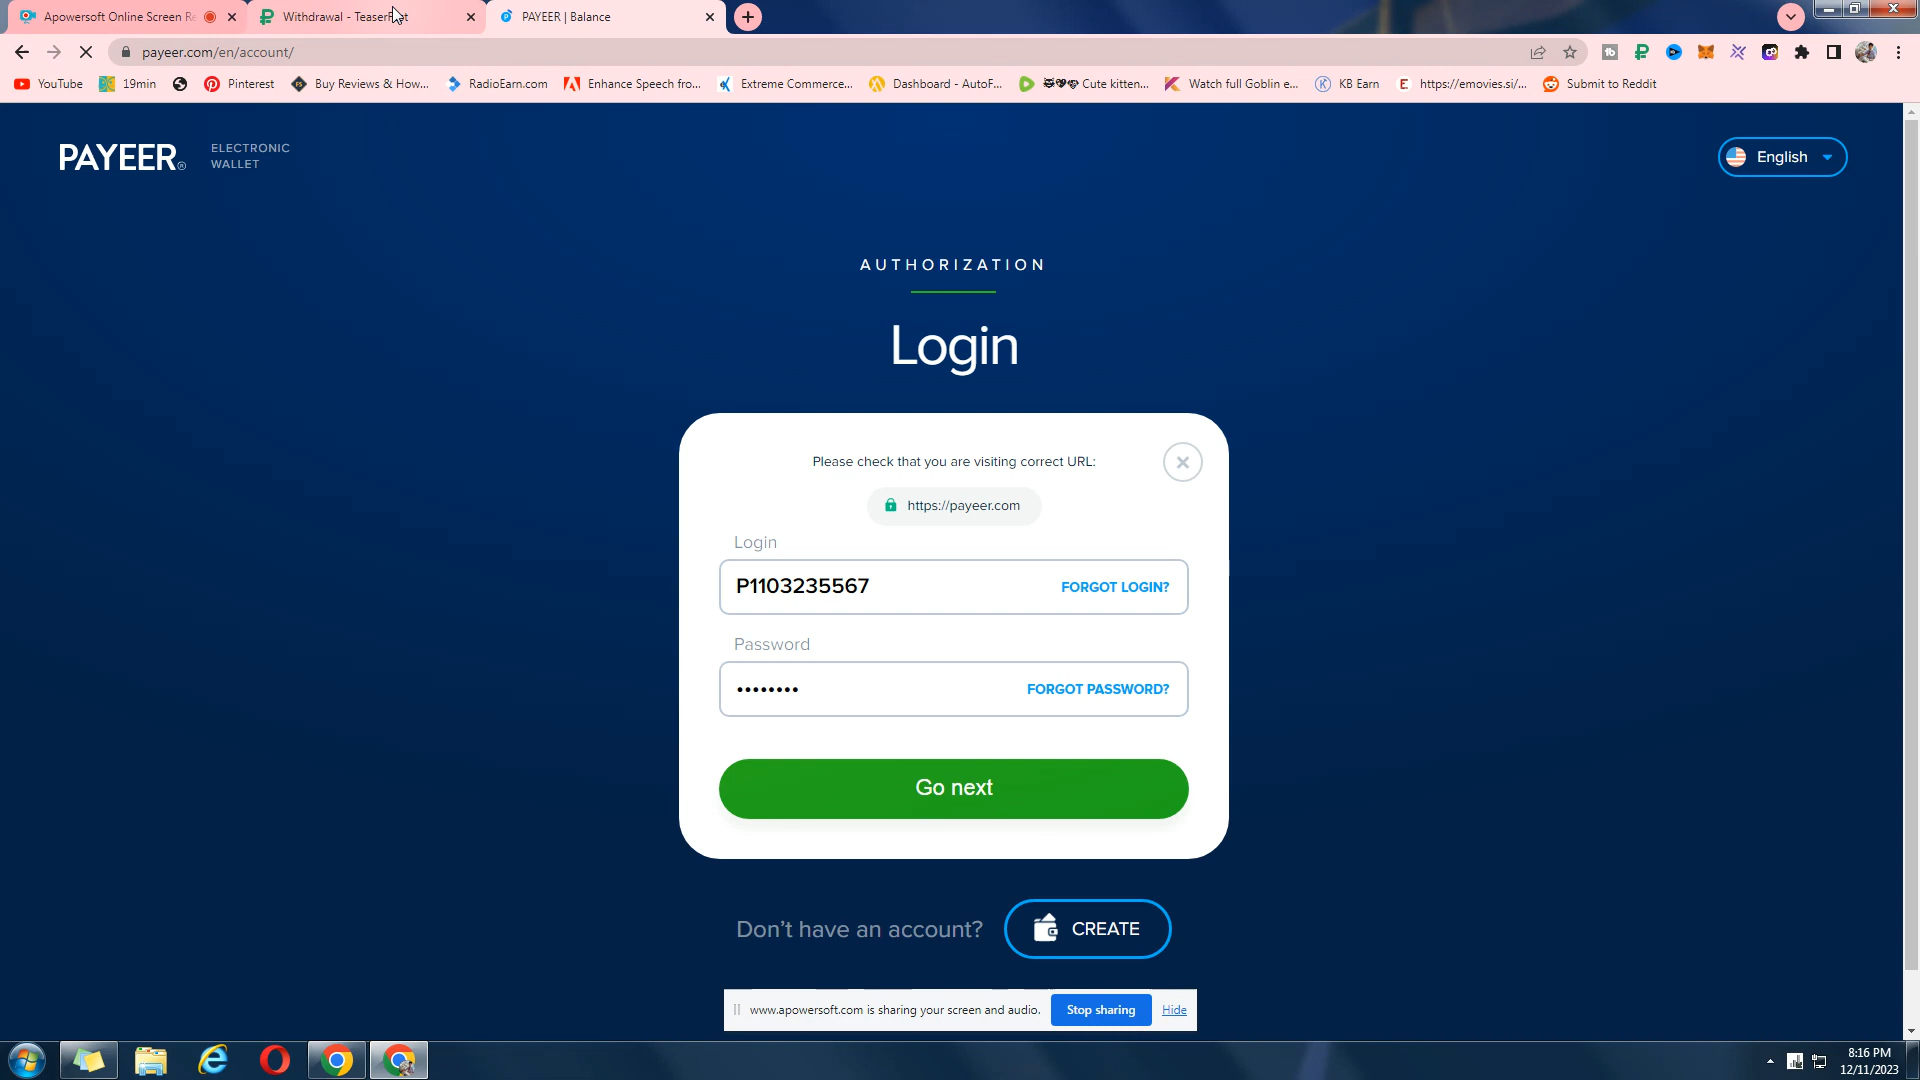 Apowersoft Online Screen Re
Withdrawal - TeaserFast
PAYEER | Balance
payeer.com/en/account/
YouTube
19min
Pinterest
Buy Reviews & How...
RadioEarn.com
Enhance Speech fro...
Extreme Commerce...
Dashboard - AutoF...
Cute kitten...
Watch full Goblin e...
KB Earn
https://emovies.si/...
Submit to Reddit
PAYEER®
ELECTRONIC
WALLET
English
AUTHORIZATION
Login
Please check that you are visiting correct URL:
https://payeer.com
Login
P1103235567
FORGOT LOGIN?
Password
FORGOT PASSWORD?
Go next
Don't have an account?
CREATE
www.apowersoft.com is sharing your screen and audio.
Stop sharing
Hide
8:16 PM
12/11/2023